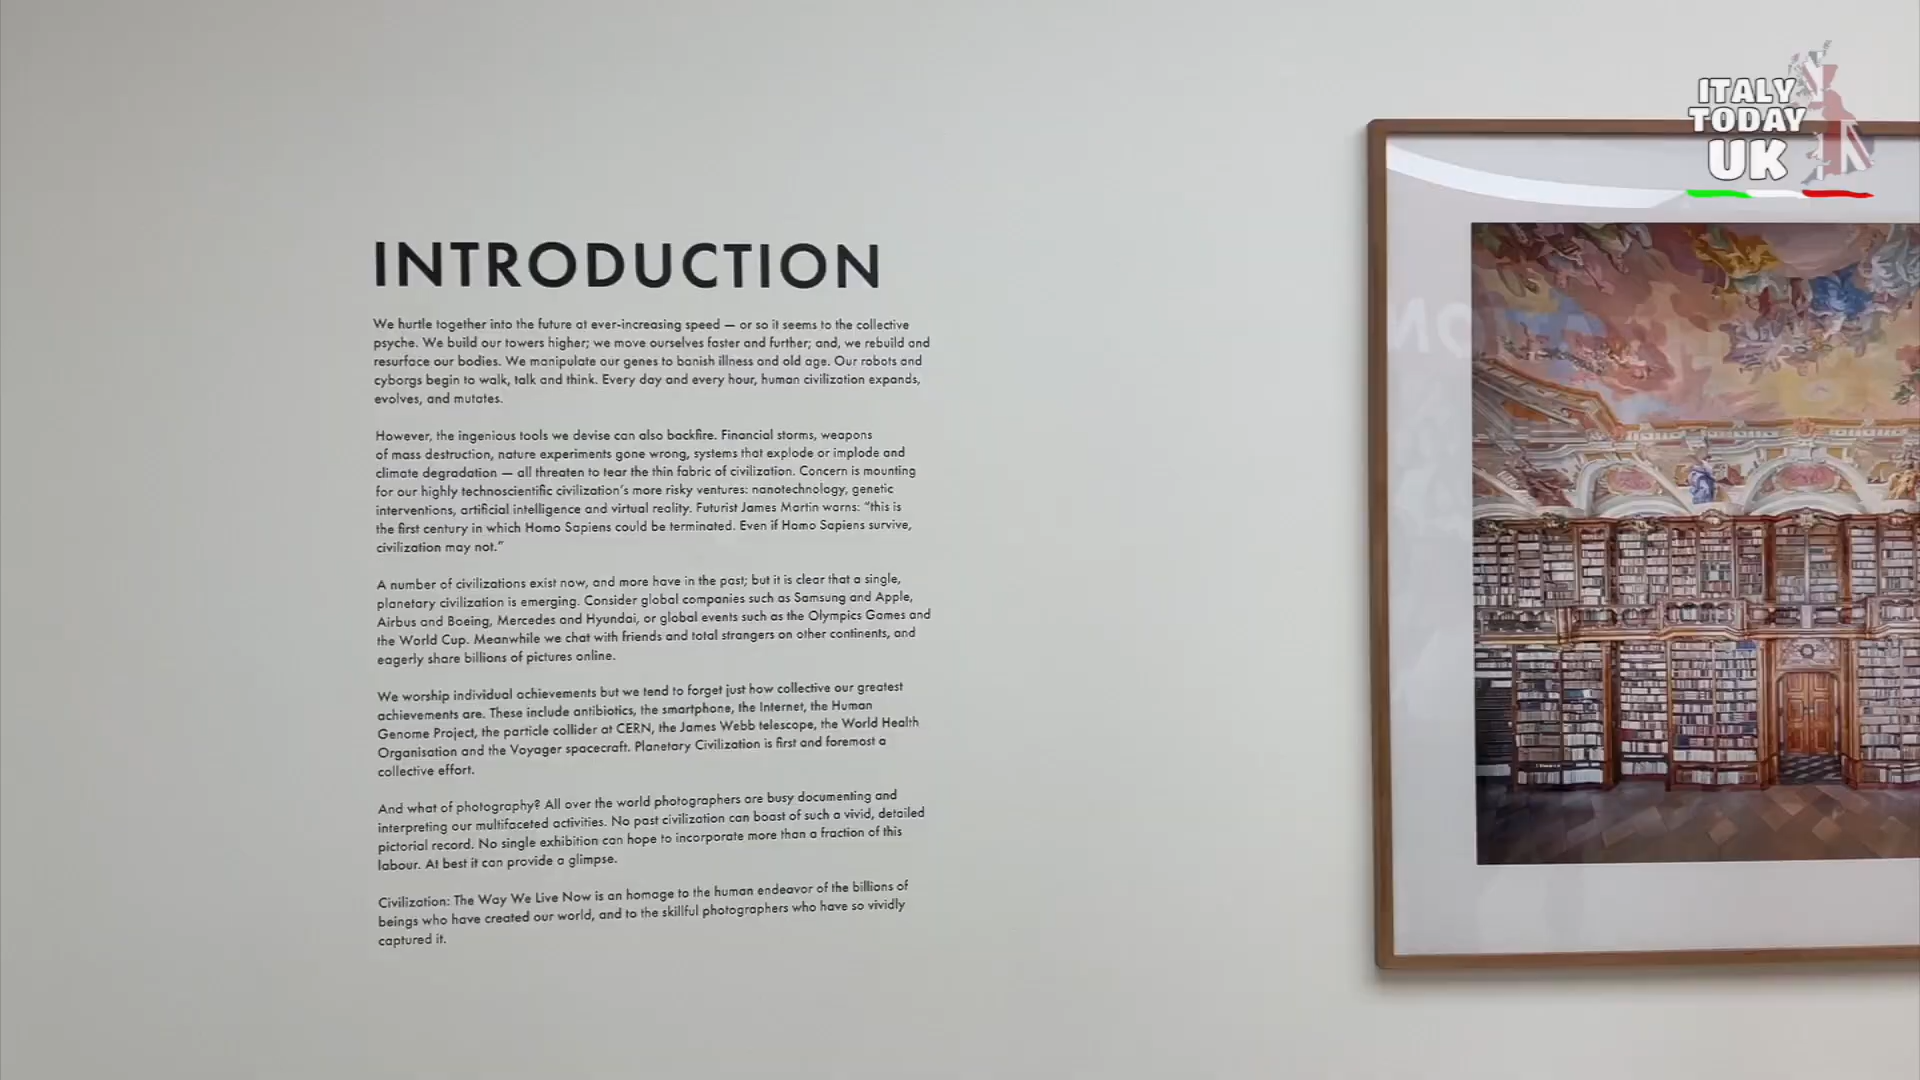 ITALY
TODAY
UK
INTRODUCTION
We hurtle together into the future at ever-increasing speed — or so it seems to the collective
psyche. We build our towers higher; we move ourselves faster and further; and, we rebuild and
resurface our bodies. We manipulate our genes to banish illness and old age. Our robots and
cyborgs begin to walk, talk and think. Every day and every hour, human civilization expands,
evolves, and mutates.
However, the ingenious tools we devise can also backfire. Financial storms, weapons
of mass destruction, nature experiments gone wrong, systems that explode or implode and
climate degradation — all threaten to tear the thin fabric of civilization. Concern is mounting
for our highly technoscientific civilization's more risky ventures: nanotechnology, genetic
interventions, artificial intelligence and virtual reality. Futurist James Martin warns: "this is
the first century in which Homo Sapiens could be terminated. Even if Homo Sapiens survive,
civilization may not."
A number of civilizations exist now, and more have in the past; but it is clear that a single,
planetary civilization is emerging. Consider global companies such as Samsung and Apple,
Airbus and Boeing, Mercedes and Hyundai, or global events such as the Olympics Games and
the World Cup. Meanwhile we chat with friends and total strangers on other continents, and
eagerly share billions of pictures online.
We worship individual achievements but we tend to forget just how collective our greatest
achievements are. These include antibiotics, the smartphone, the Internet, the Human
Genome Project, the particle collider at CERN, the James Webb telescope, the World Health
Organisation and the Voyager spacecraft. Planetary Civilization is first and foremost a
collective effort.
And what of photography? All over the world photographers are busy documenting and
interpreting our multifaceted activities. No past civilization can boast of such a vivid, detailed
pictorial record. No single exhibition can hope to incorporate more than a fraction of this
labour. At best it can provide a glimpse.
Civilization: The Way We Live Now is an homage to the human endeavor of the billions of
beings who have created our world, and to the skillful photographers who have so vividly
captured it.